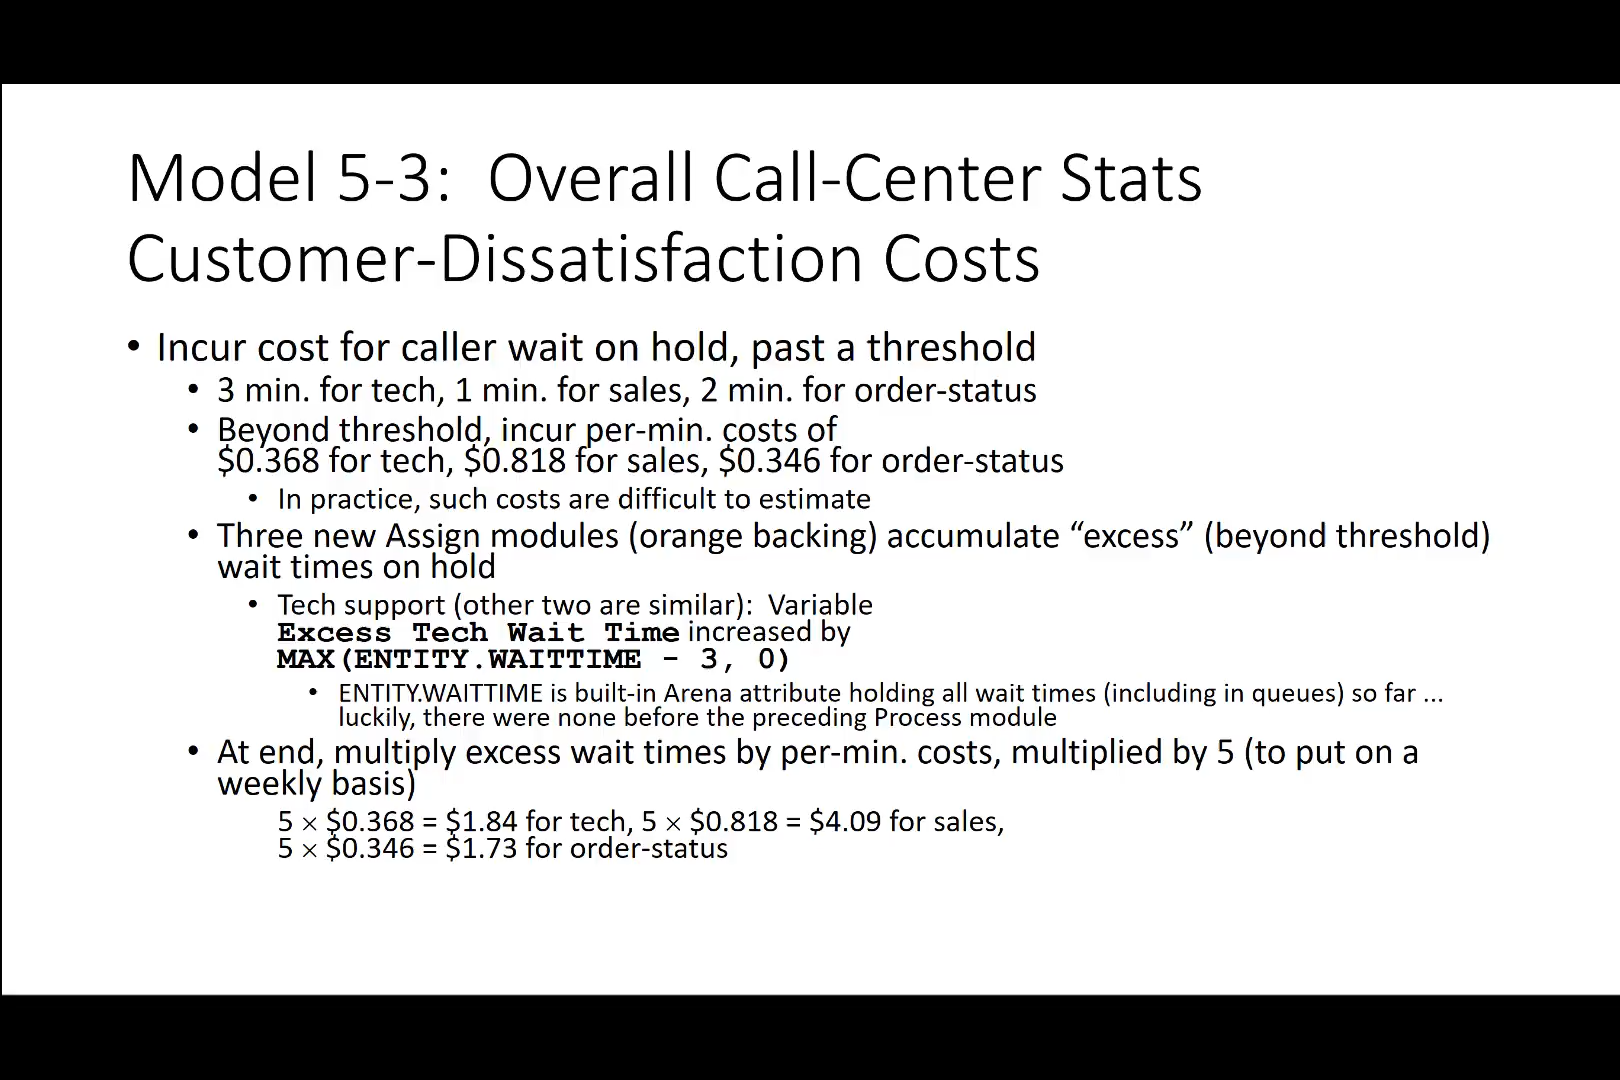 Model 5-3:  Overall Call-Center Stats
Customer-Dissatisfaction Costs
• Incur cost for caller wait on hold, past a threshold
• 3 min. for tech, 1 min. for sales, 2 min. for order-status
• Beyond threshold, incur per-min. costs of
$0.368 for tech, $0.818 for sales, $0.346 for order-status
• In practice, such costs are difficult to estimate
• Three new Assign modules (orange backing) accumulate “excess” (beyond threshold)
wait times on hold
• Tech support (other two are similar):  Variable
Excess Tech Wait Time increased by
MAX(ENTITY.WAITTIME – 3, 0)
• ENTITY.WAITTIME is built-in Arena attribute holding all wait times (including in queues) so far ...
luckily, there were none before the preceding Process module
• At end, multiply excess wait times by per-min. costs, multiplied by 5 (to put on a
weekly basis)
5 × $0.368 = $1.84 for tech, 5 × $0.818 = $4.09 for sales,
5 × $0.346 = $1.73 for order-status